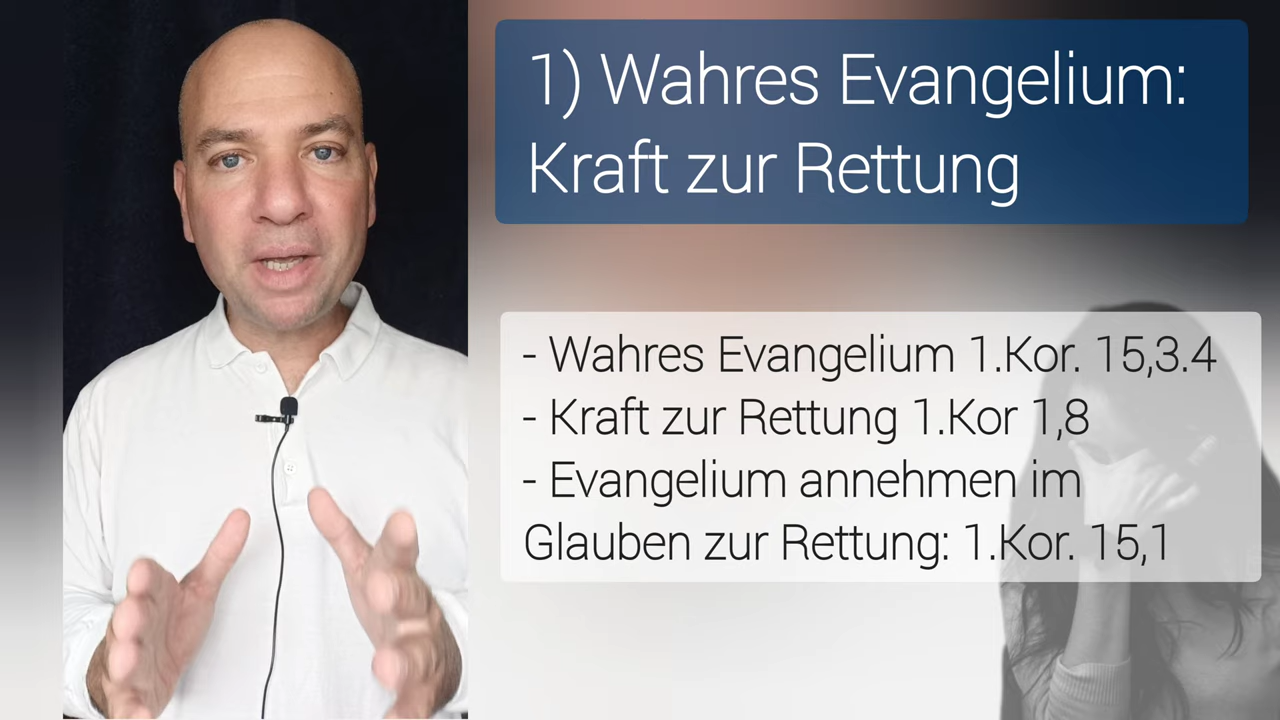 1) Wahres Evangelium:
Kraft zur Rettung
- Wahres Evangelium 1.Kor. 15,3.4
- Kraft zur Rettung 1.Kor 1,8
- Evangelium annehmen im
Glauben zur Rettung: 1.Kor. 15,1